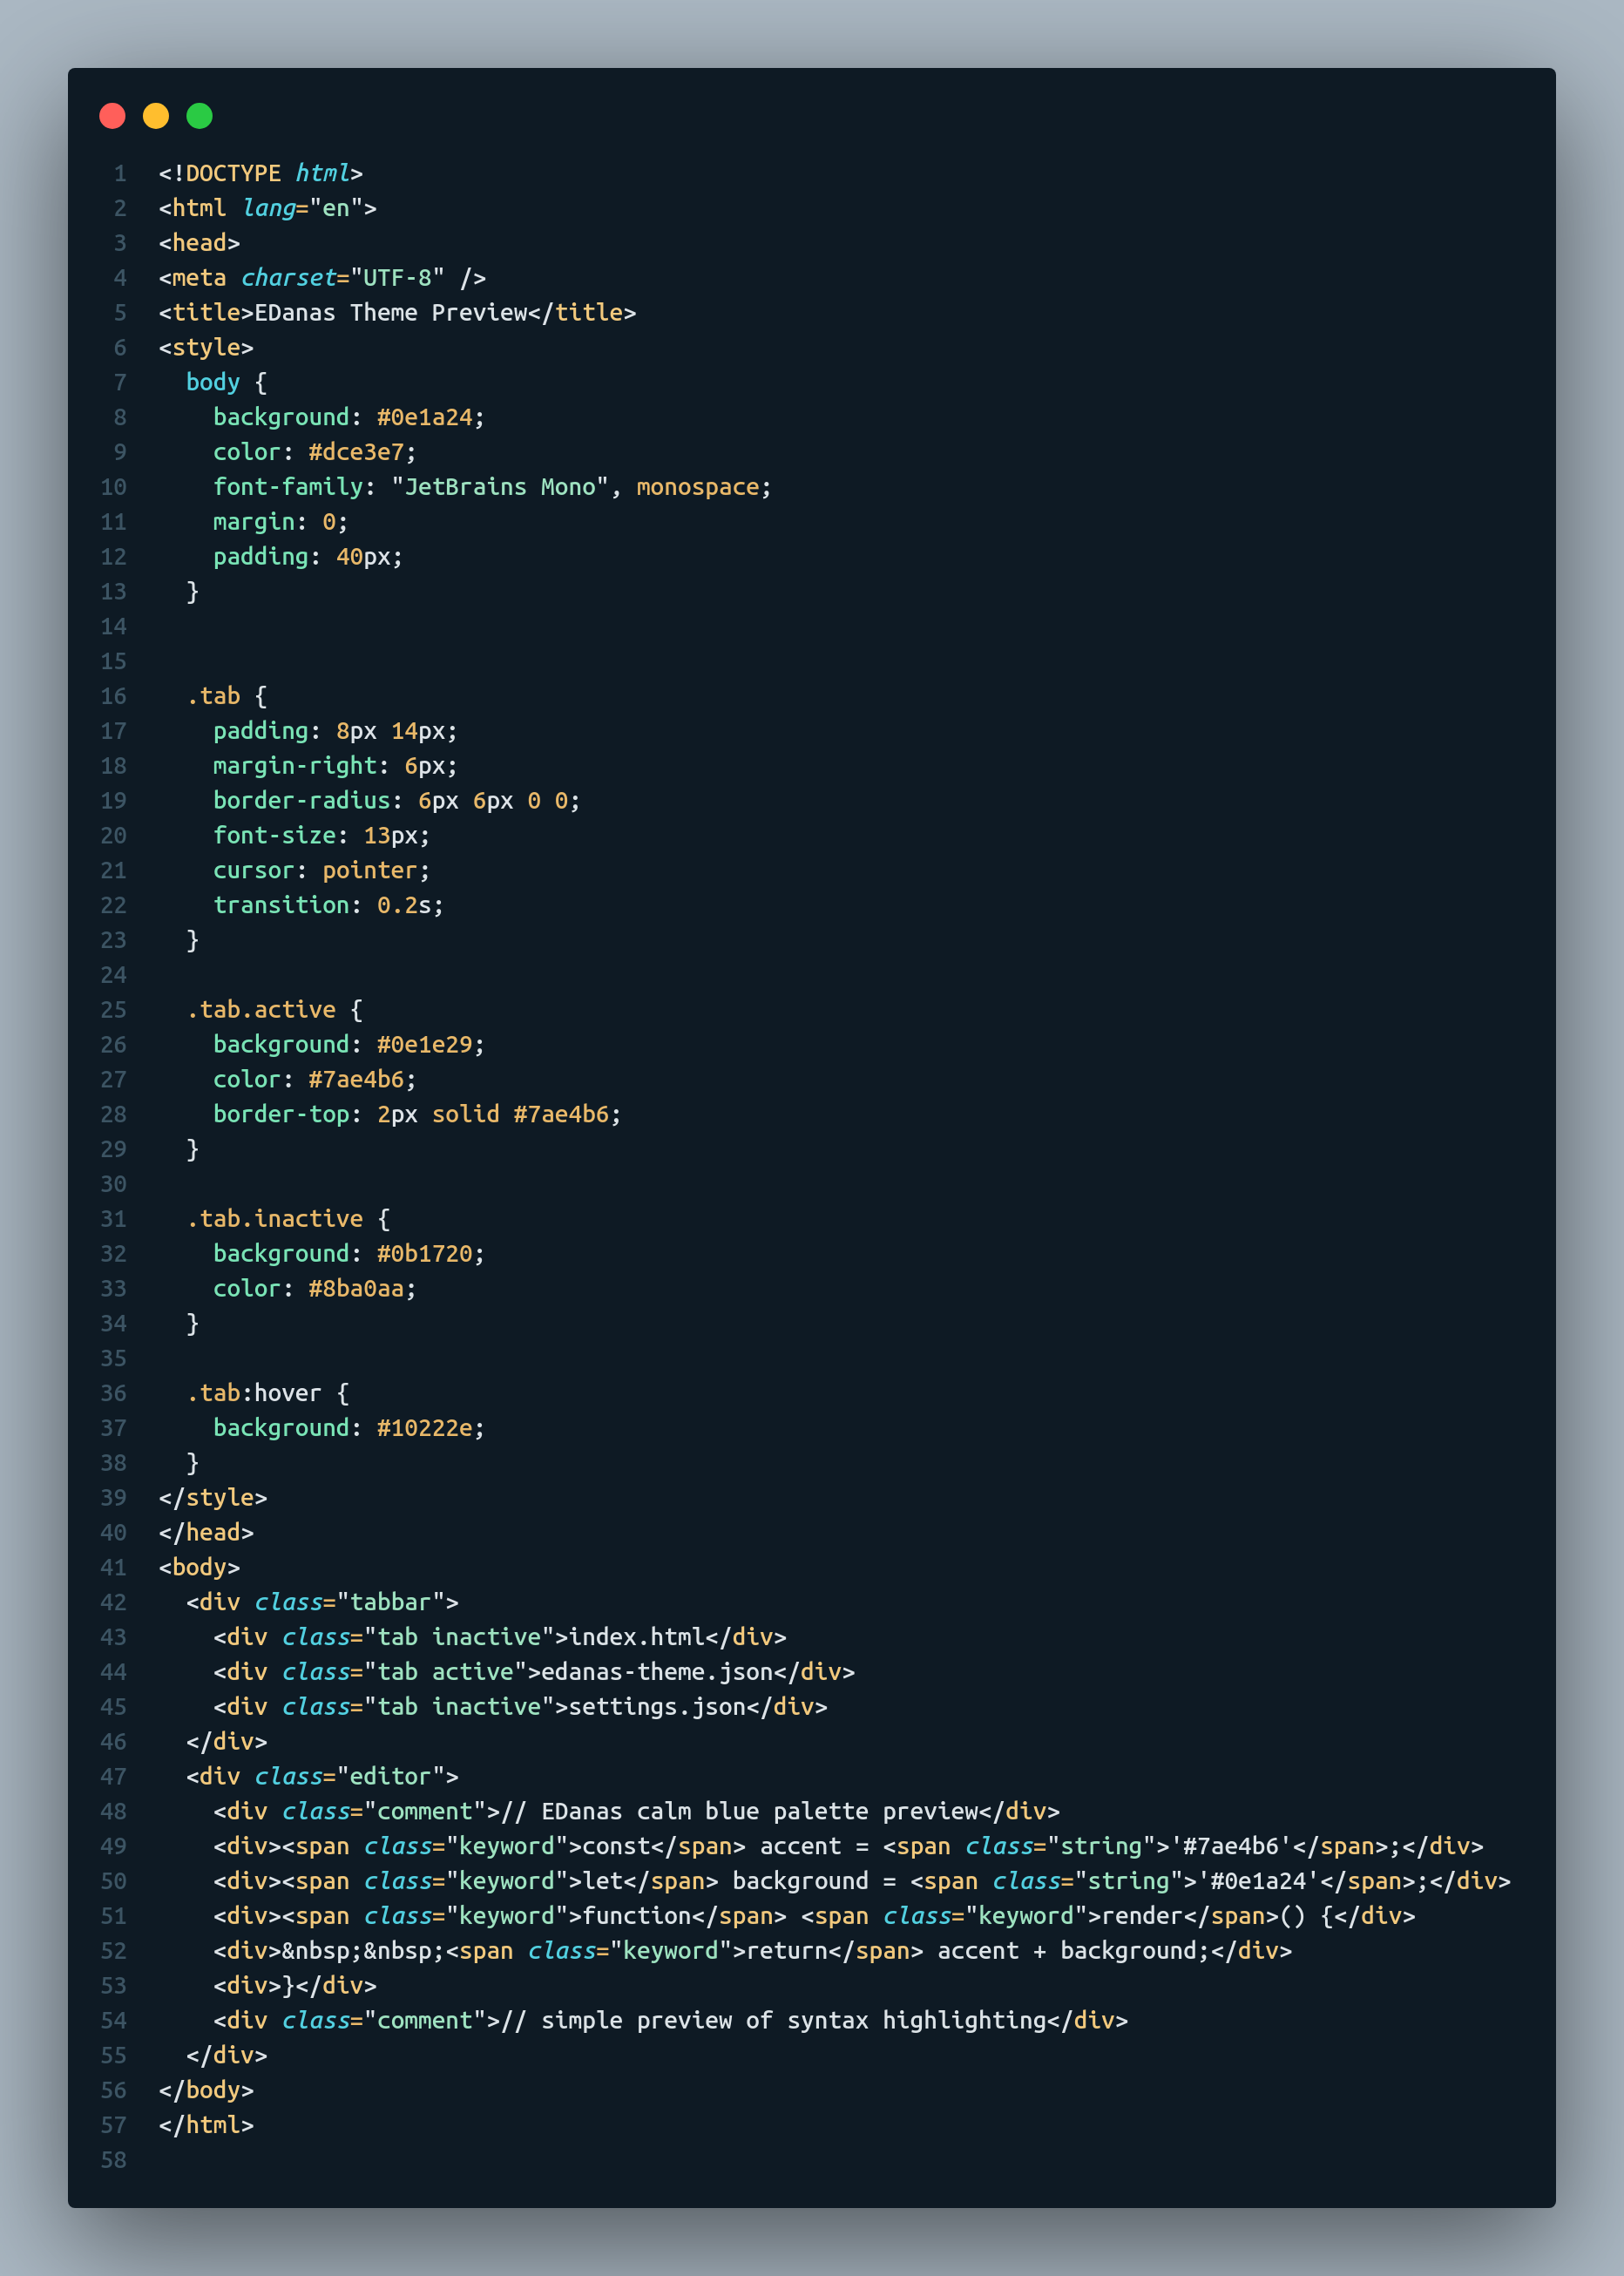 1 <!DOCTYPE html>
2 <html lang="en">
3 <head>
4 <meta charset="UTF-8" />
5 <title>EDanas Theme Preview</title>
6 <style>
7   body {
8     background: #0e1a24;
9     color: #dce3e7;
10     font-family: "JetBrains Mono", monospace;
11     margin: 0;
12     padding: 40px;
13   }
14
15
16   .tab {
17     padding: 8px 14px;
18     margin-right: 6px;
19     border-radius: 6px 6px 0 0;
20     font-size: 13px;
21     cursor: pointer;
22     transition: 0.2s;
23   }
24
25   .tab.active {
26     background: #0e1e29;
27     color: #7ae4b6;
28     border-top: 2px solid #7ae4b6;
29   }
30
31   .tab.inactive {
32     background: #0b1720;
33     color: #8ba0aa;
34   }
35
36   .tab:hover {
37     background: #10222e;
38   }
39 </style>
40 </head>
41 <body>
42   <div class="tabbar">
43     <div class="tab inactive">index.html</div>
44     <div class="tab active">edanas-theme.json</div>
45     <div class="tab inactive">settings.json</div>
46   </div>
47   <div class="editor">
48     <div class="comment">// EDanas calm blue palette preview</div>
49     <div><span class="keyword">const</span> accent = <span class="string">'#7ae4b6'</span>;</div>
50     <div><span class="keyword">let</span> background = <span class="string">'#0e1a24'</span>;</div>
51     <div><span class="keyword">function</span> <span class="keyword">render</span>() {</div>
52     <div>&nbsp;&nbsp;<span class="keyword">return</span> accent + background;</div>
53     <div>}</div>
54     <div class="comment">// simple preview of syntax highlighting</div>
55   </div>
56 </body>
57 </html>
58